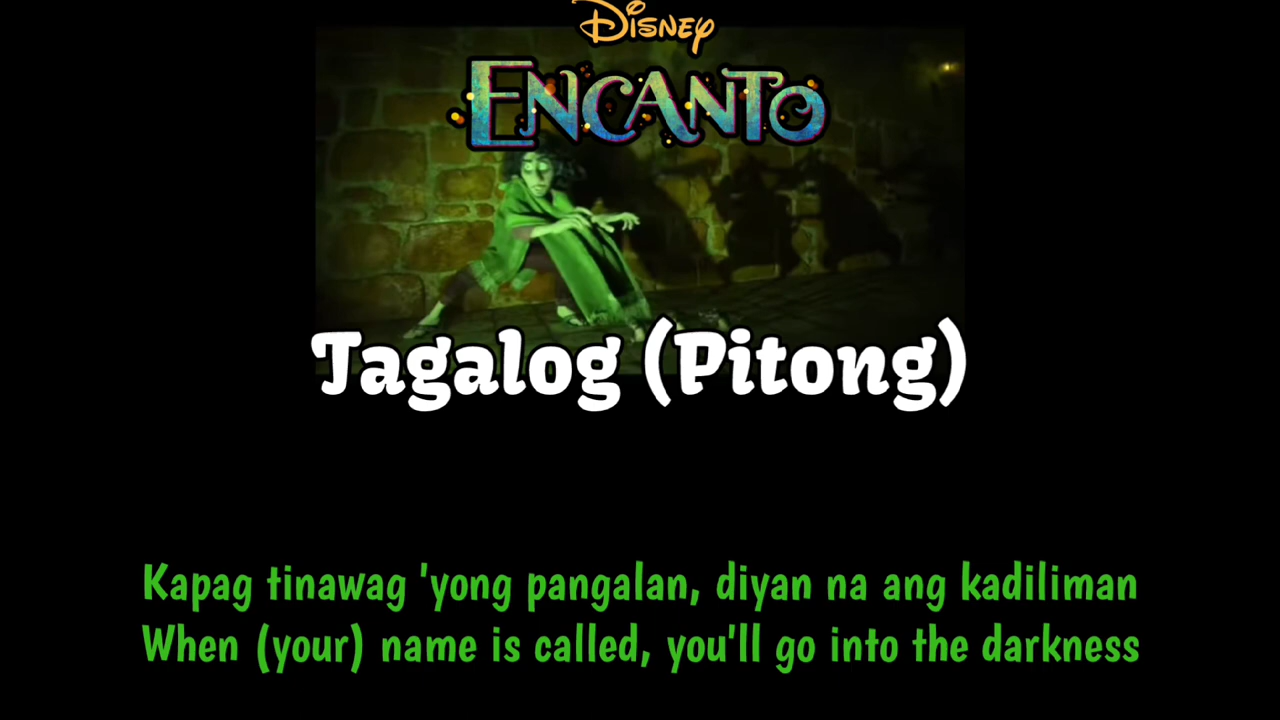 Disney
ENCANTO
Tagalog (Pitong)
Kapag tinawag 'yong pangalan, diyan na ang kadiliman
When (your) name is called, you'll go into the darkness